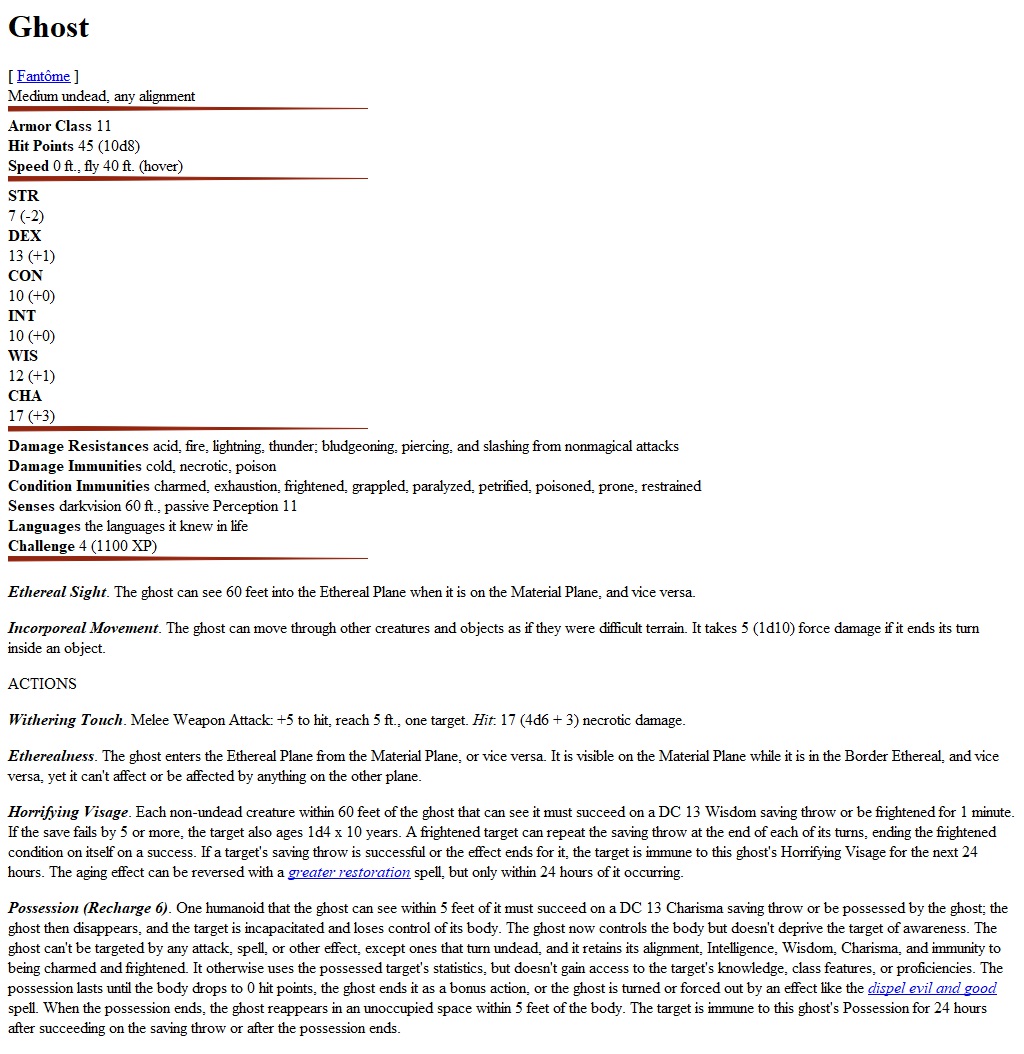 Ghost
[ Fantôme ]
Medium undead, any alignment
Armor Class 11
Hit Points 45 (10d8)
Speed 0 ft., fly 40 ft. (hover)
STR
7 (-2)
DEX
13 (+1)
CON
10 (+0)
INT
10 (+0)
WIS
12 (+1)
CHA
17 (+3)
Damage Resistances acid, fire, lightning, thunder; bludgeoning, piercing, and slashing from nonmagical attacks
Damage Immunities cold, necrotic, poison
Condition Immunities charmed, exhaustion, frightened, grappled, paralyzed, petrified, poisoned, prone, restrained
Senses darkvision 60 ft., passive Perception 11
Languages the languages it knew in life
Challenge 4 (1100 XP)
Ethereal Sight. The ghost can see 60 feet into the Ethereal Plane when it is on the Material Plane, and vice versa.
Incorporeal Movement. The ghost can move through other creatures and objects as if they were difficult terrain. It takes 5 (1d10) force damage if it ends its turn
inside an object.
ACTIONS
Withering Touch. Melee Weapon Attack: +5 to hit, reach 5 ft., one target. Hit: 17 (4d6 + 3) necrotic damage.
Etherealness. The ghost enters the Ethereal Plane from the Material Plane, or vice versa. It is visible on the Material Plane while it is in the Border Ethereal, and vice
versa, yet it can't affect or be affected by anything on the other plane.
Horrifying Visage. Each non-undead creature within 60 feet of the ghost that can see it must succeed on a DC 13 Wisdom saving throw or be frightened for 1 minute.
If the save fails by 5 or more, the target also ages 1d4 x 10 years. A frightened target can repeat the saving throw at the end of each of its turns, ending the frightened
condition on itself on a success. If a target's saving throw is successful or the effect ends for it, the target is immune to this ghost's Horrifying Visage for the next 24
hours. The aging effect can be reversed with a greater restoration spell, but only within 24 hours of it occurring.
Possession (Recharge 6). One humanoid that the ghost can see within 5 feet of it must succeed on a DC 13 Charisma saving throw or be possessed by the ghost; the
ghost then disappears, and the target is incapacitated and loses control of its body. The ghost now controls the body but doesn't deprive the target of awareness. The
ghost can't be targeted by any attack, spell, or other effect, except ones that turn undead, and it retains its alignment, Intelligence, Wisdom, Charisma, and immunity to
being charmed and frightened. It otherwise uses the possessed target's statistics, but doesn't gain access to the target's knowledge, class features, or proficiencies. The
possession lasts until the body drops to 0 hit points, the ghost ends it as a bonus action, or the ghost is turned or forced out by an effect like the dispel evil and good
spell. When the possession ends, the ghost reappears in an unoccupied space within 5 feet of the body. The target is immune to this ghost's Possession for 24 hours
after succeeding on the saving throw or after the possession ends.